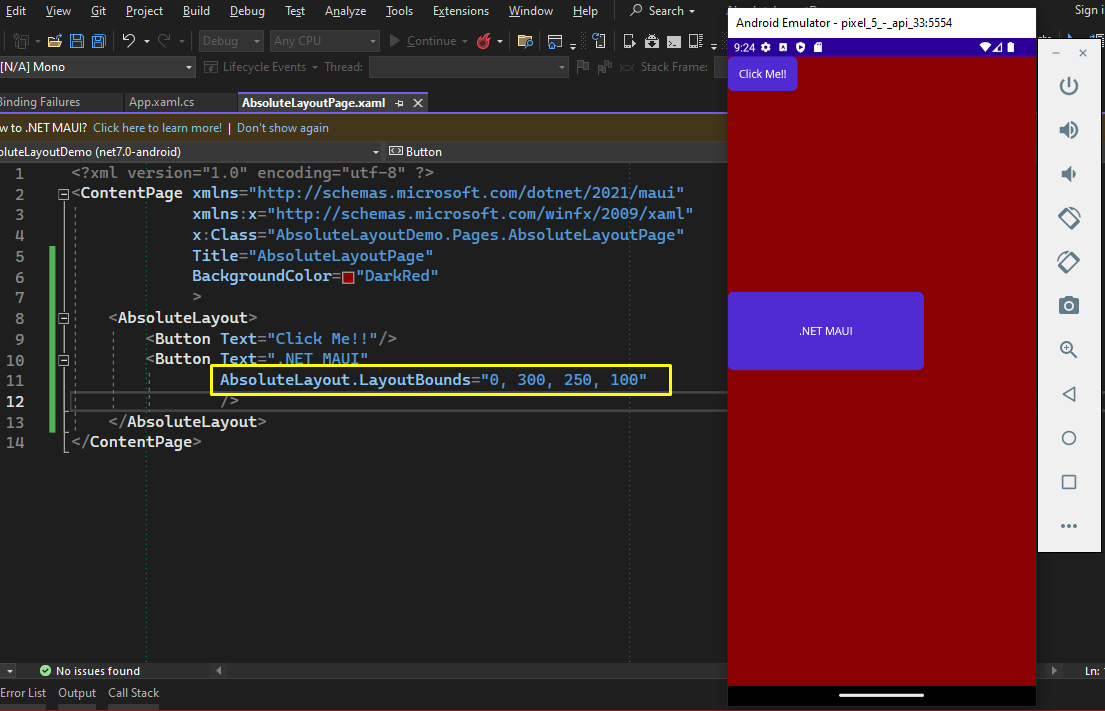 Edit View Git Project Build Debug Test Analyze Tools Extensions Window Help Search
Sign i
Android Emulator - pixel_5_-_api_33:5554
Debug Any CPU Continue
[N/A] Mono Lifecycle Events Thread: Stack Frame:
Binding Failures App.xaml.cs AbsoluteLayoutPage.xaml
w to .NET MAUI? Click here to learn more! | Don't show again
oluteLayoutDemo (net7.0-android) Button
1 <?xml version="1.0" encoding="utf-8" ?>
2 <ContentPage xmlns="http://schemas.microsoft.com/dotnet/2021/maui"
3 xmlns:x="http://schemas.microsoft.com/winfx/2009/xaml"
4 x:Class="AbsoluteLayoutDemo.Pages.AbsoluteLayoutPage"
5 Title="AbsoluteLayoutPage"
6 BackgroundColor="DarkRed"
7 >
8 <AbsoluteLayout>
9 <Button Text="Click Me!!"/>
10 <Button Text=".NET MAUI"
11 AbsoluteLayout.LayoutBounds="0, 300, 250, 100"
12 />
13 </AbsoluteLayout>
14 </ContentPage>
9:24
Click Me!!
.NET MAUI
No issues found
Ln:
Error List Output Call Stack